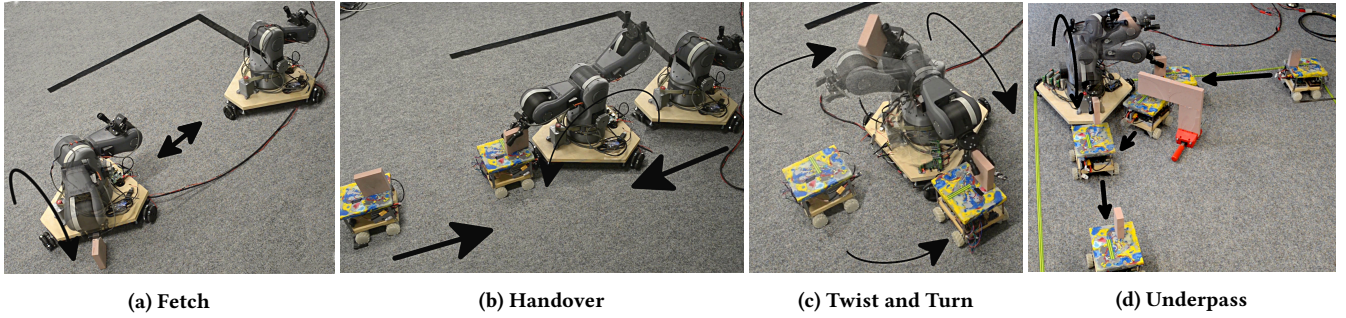 (a) Fetch
(b) Handover
(c) Twist and Turn
(d) Underpass